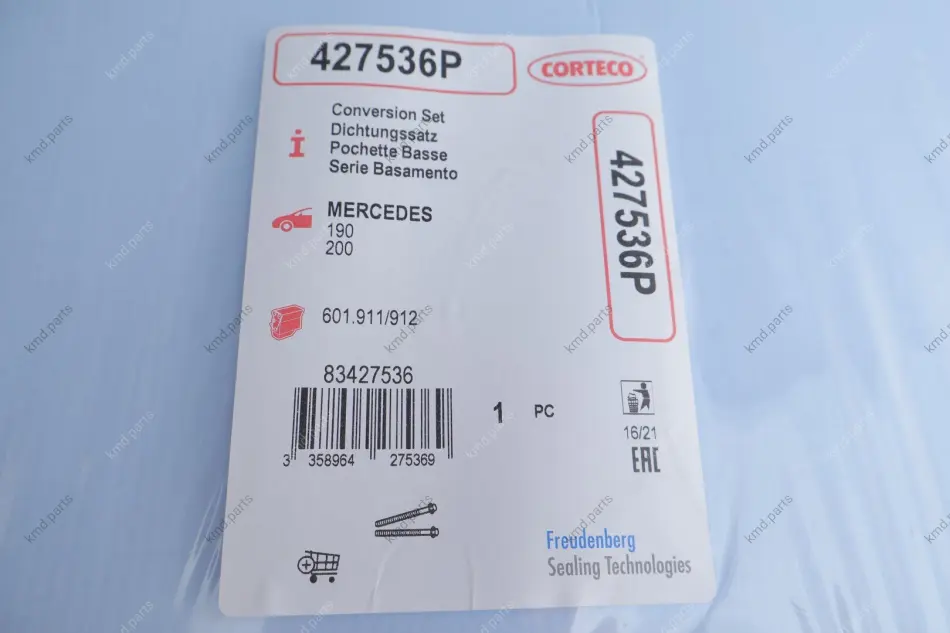 427536P
CORTECO
Conversion Set
Dichtungssatz
Pochette Basse
Serie Basamento
427536P
MERCEDES
190
200
601.911/912
83427536
1 PC
3 358964 275369
16/21
EAC
Freudenberg
Sealing Technologies
kmd.parts